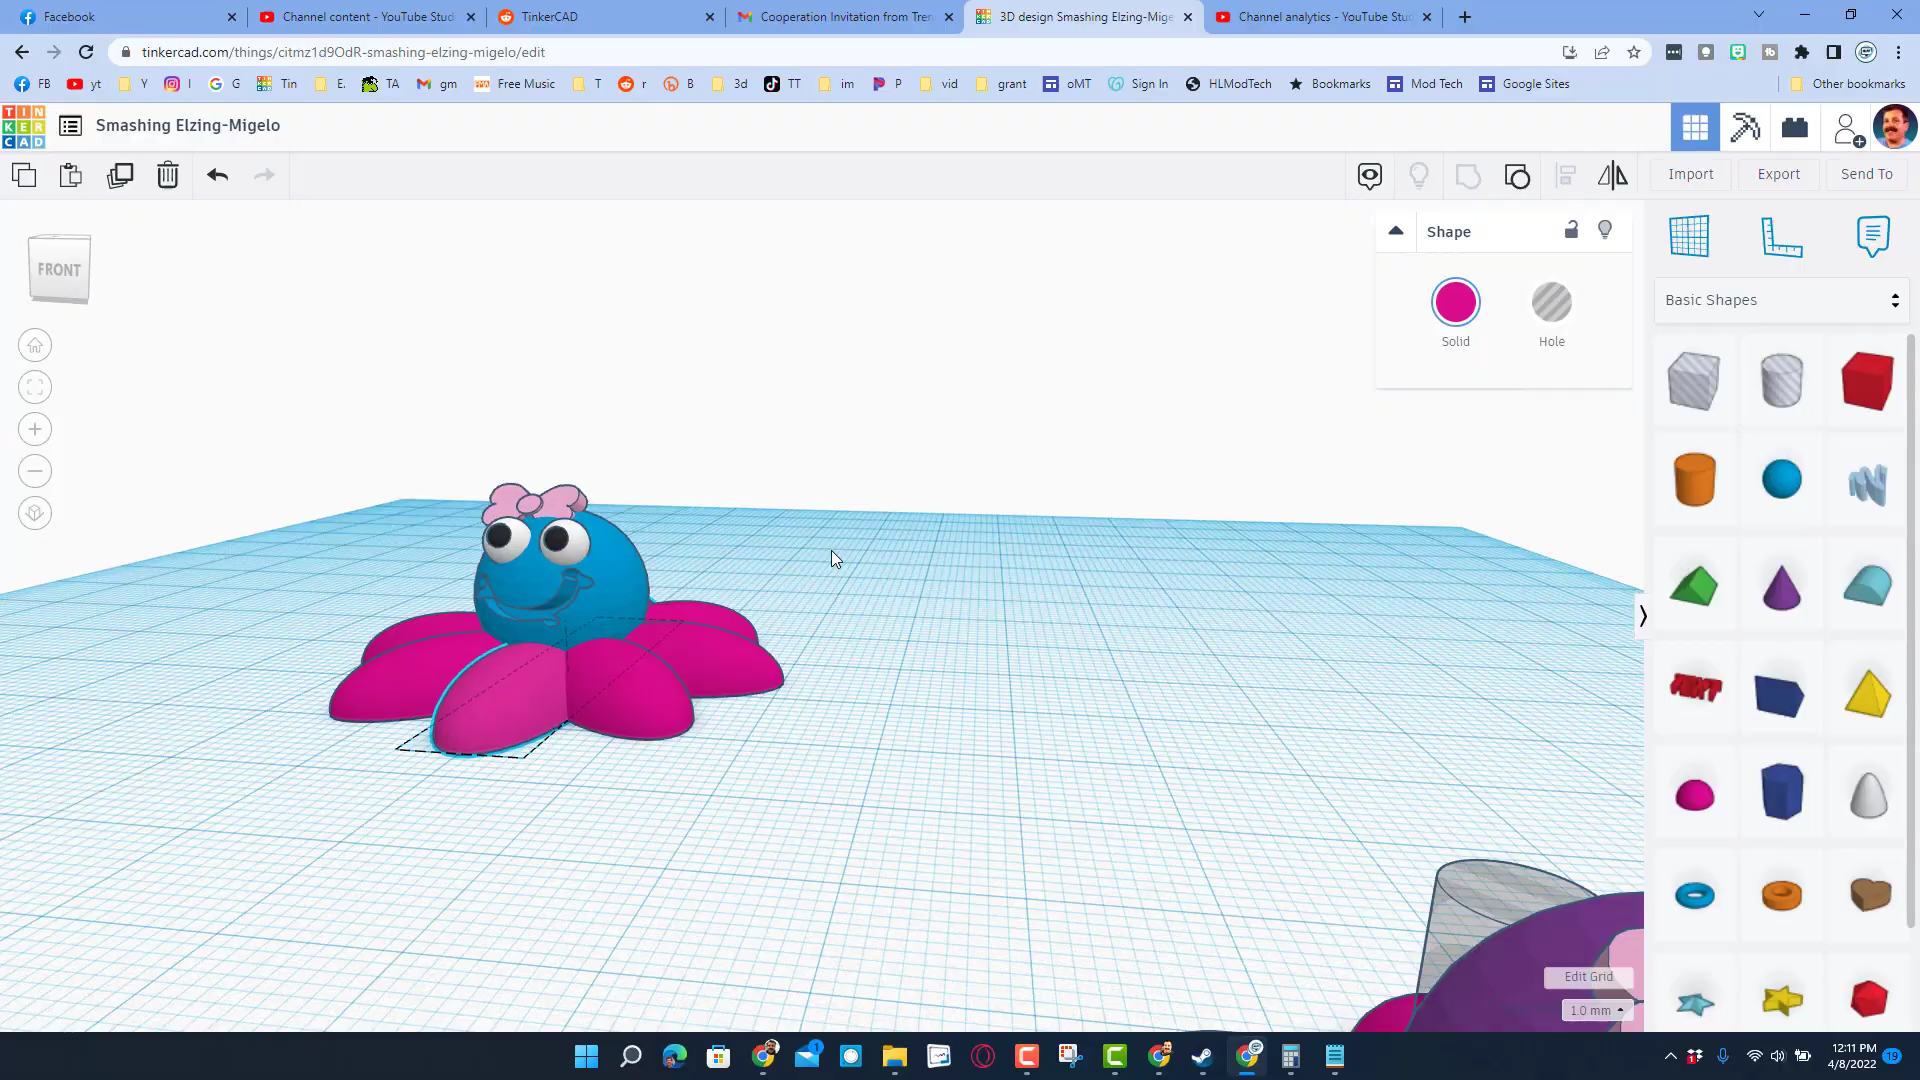 Facebook
Channel content - YouTube Stud
TinkerCAD
Cooperation Invitation from Tren
3D design Smashing Elzing-Mige
Channel analytics - YouTube Stu
tinkercad.com/things/citmz1d9OdR-smashing-elzing-migelo/edit
FB
yt
Y
I
G
Tin
E.
TA
gm
Free Music
T
r
B
3d
TT
im
P
vid
grant
oMT
Sign In
HLModTech
Bookmarks
Mod Tech
Google Sites
Other bookmarks
TIN
KER
CAD
Smashing Elzing-Migelo
Import
Export
Send To
FRONT
Shape
Solid
Hole
Basic Shapes
TEXT
Edit Grid
1.0 mm
1
12:11 PM
4/8/2022
19